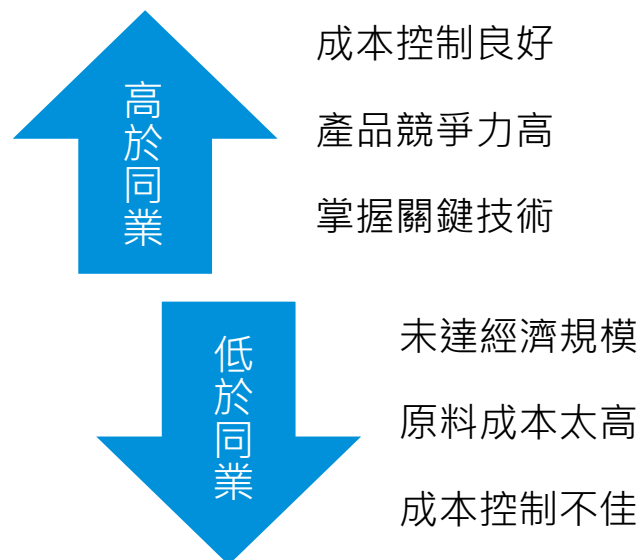 高於同業
成本控制良好
產品競爭力高
掌握關鍵技術
低於同業
未達經濟規模
原料成本太高
成本控制不佳